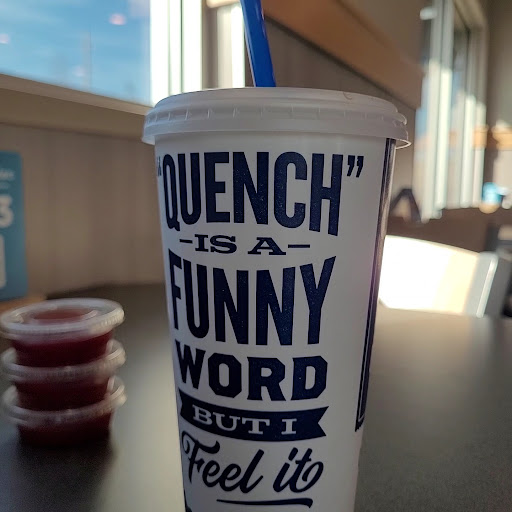 "QUENCH"
-IS A-
FUNNY
WORD
BUT I
Feel it